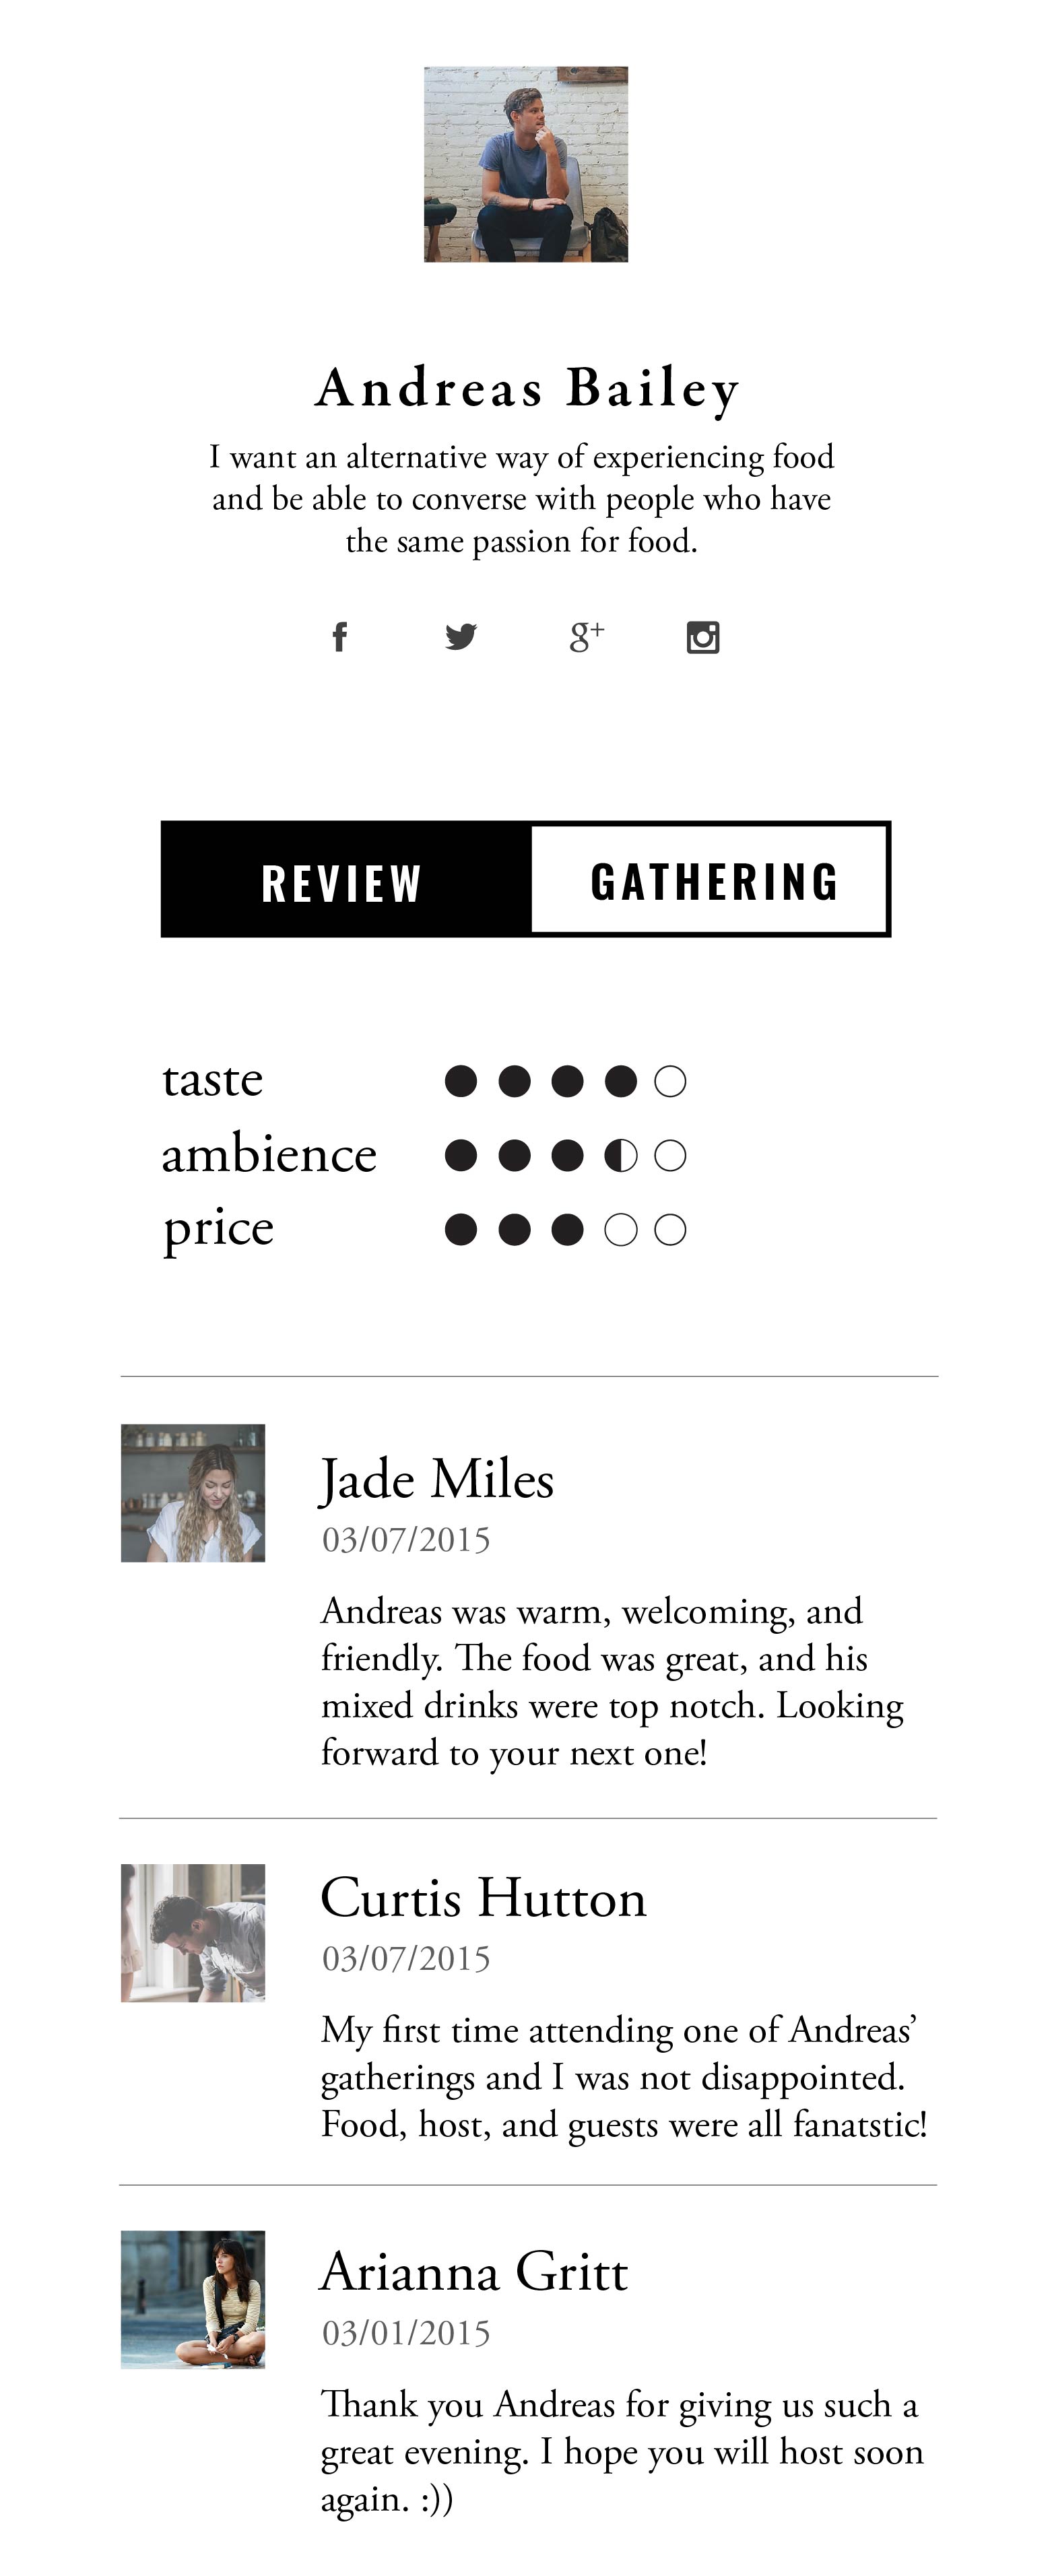 Andreas Bailey
I want an alternative way of experiencing food
and be able to converse with people who have
the same passion for food.
f g+
REVIEW GATHERING
taste
ambience
price
Jade Miles
03/07/2015
Andreas was warm, welcoming, and
friendly. The food was great, and his
mixed drinks were top notch. Looking
forward to your next one!
Curtis Hutton
03/07/2015
My first time attending one of Andreas’
gatherings and I was not disappointed.
Food, host, and guests were all fanatstic!
Arianna Gritt
03/01/2015
Thank you Andreas for giving us such a
great evening. I hope you will host soon
again. :))